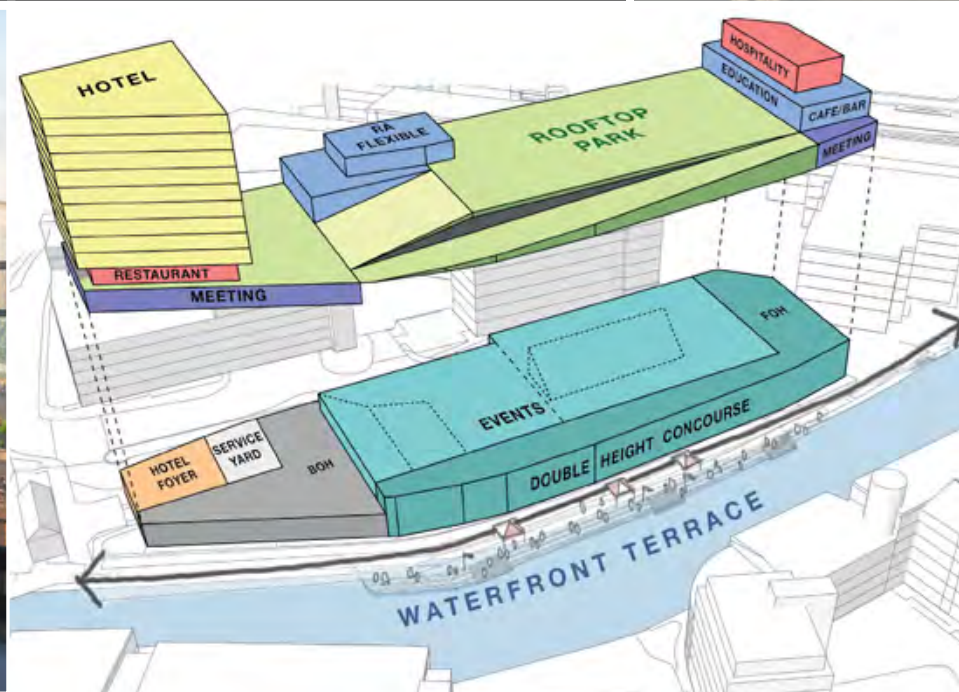 HOTEL
HOSPITALITY
EDUCATION
CAFE/BAR
MEETING
RA
FLEXIBLE
ROOFTOP
PARK
RESTAURANT
MEETING
FOH
EVENTS
DOUBLE HEIGHT CONCOURSE
HOTEL
FOYER
SERVICE
YARD
BOH
WATERFRONT TERRACE